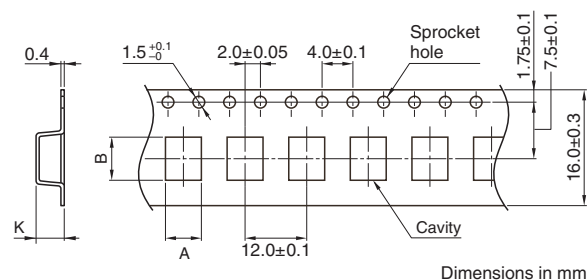 0.4
1.5 +0.1 −0
2.0±0.05
4.0±0.1
Sprocket
hole
1.75±0.1
7.5±0.1
16.0±0.3
B
K
A
12.0±0.1
Cavity
Dimensions in mm